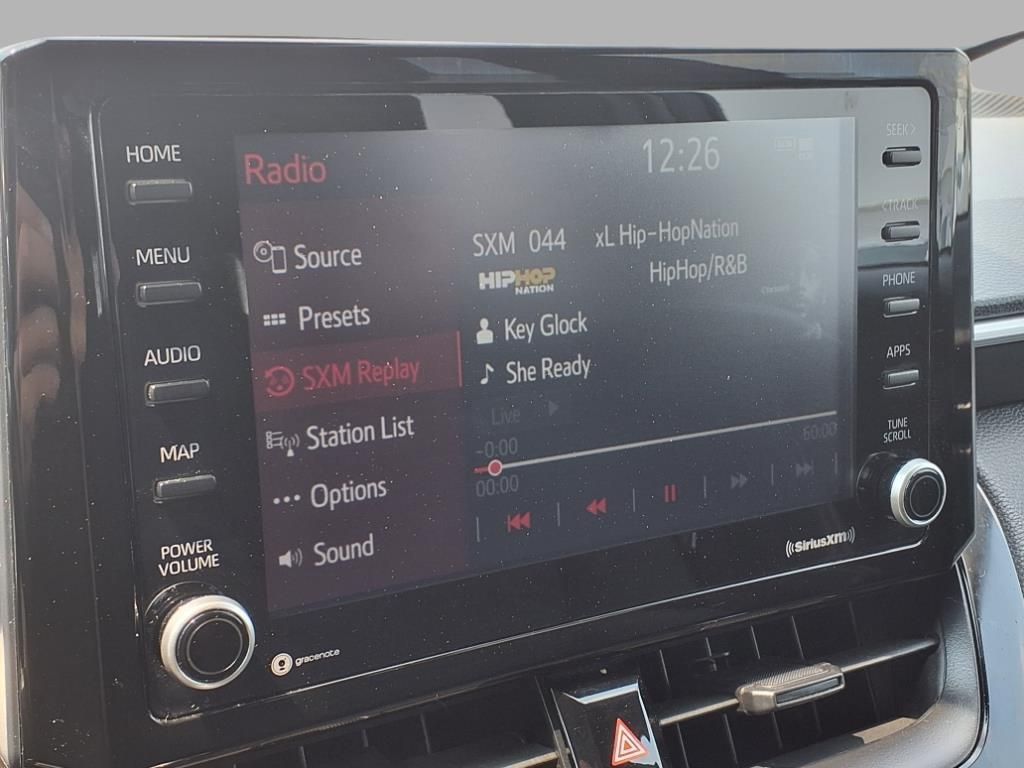 HOME
MENU
AUDIO
MAP
POWER
VOLUME
Radio
12:26
Source
Presets
SXM Replay
Station List
Options
Sound
SXM 044 xL Hip-HopNation
HIPHOP
NATION
HipHop/R&B
Key Glock
She Ready
Live
-0:00
60:00
00:00
gracenote
SiriusXM
SEEK>
<TRACK
PHONE
APPS
TUNE
SCROLL